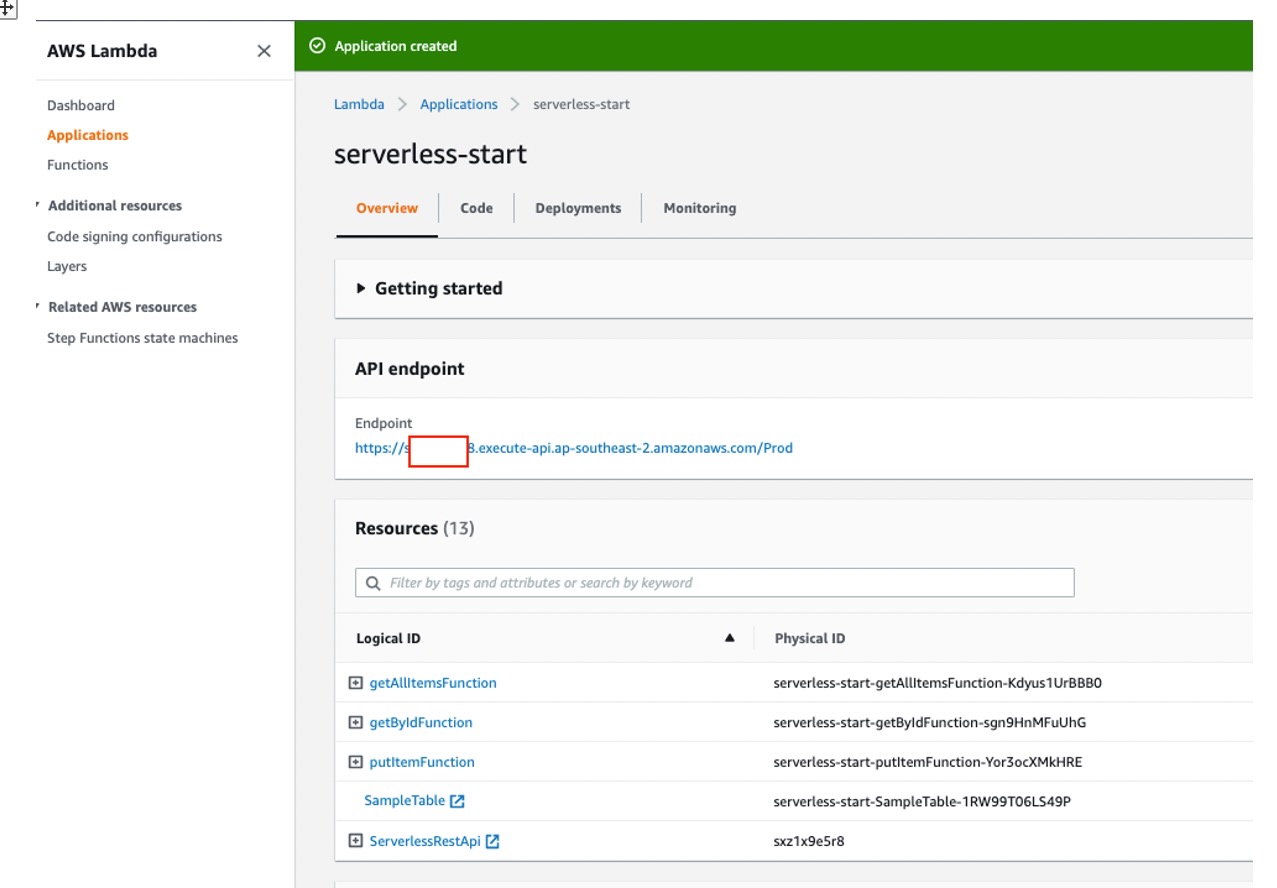 AWS Lambda
Application created
Dashboard
Applications
Functions
Additional resources
Code signing configurations
Layers
Related AWS resources
Step Functions state machines
Lambda > Applications > serverless-start
serverless-start
Overview Code Deployments Monitoring
Getting started
API endpoint
Endpoint
https://s 8.execute-api.ap-southeast-2.amazonaws.com/Prod
Resources (13)
Filter by tags and attributes or search by keyword
Logical ID Physical ID
getAllItemsFunction serverless-start-getAllItemsFunction-Kdyus1UrBBB0
getByIdFunction serverless-start-getByIdFunction-sgn9HnMFuUhG
putItemFunction serverless-start-putItemFunction-Yor3ocXMkHRE
SampleTable serverless-start-SampleTable-1RW99T06LS49P
ServerlessRestApi sxz1x9e5r8